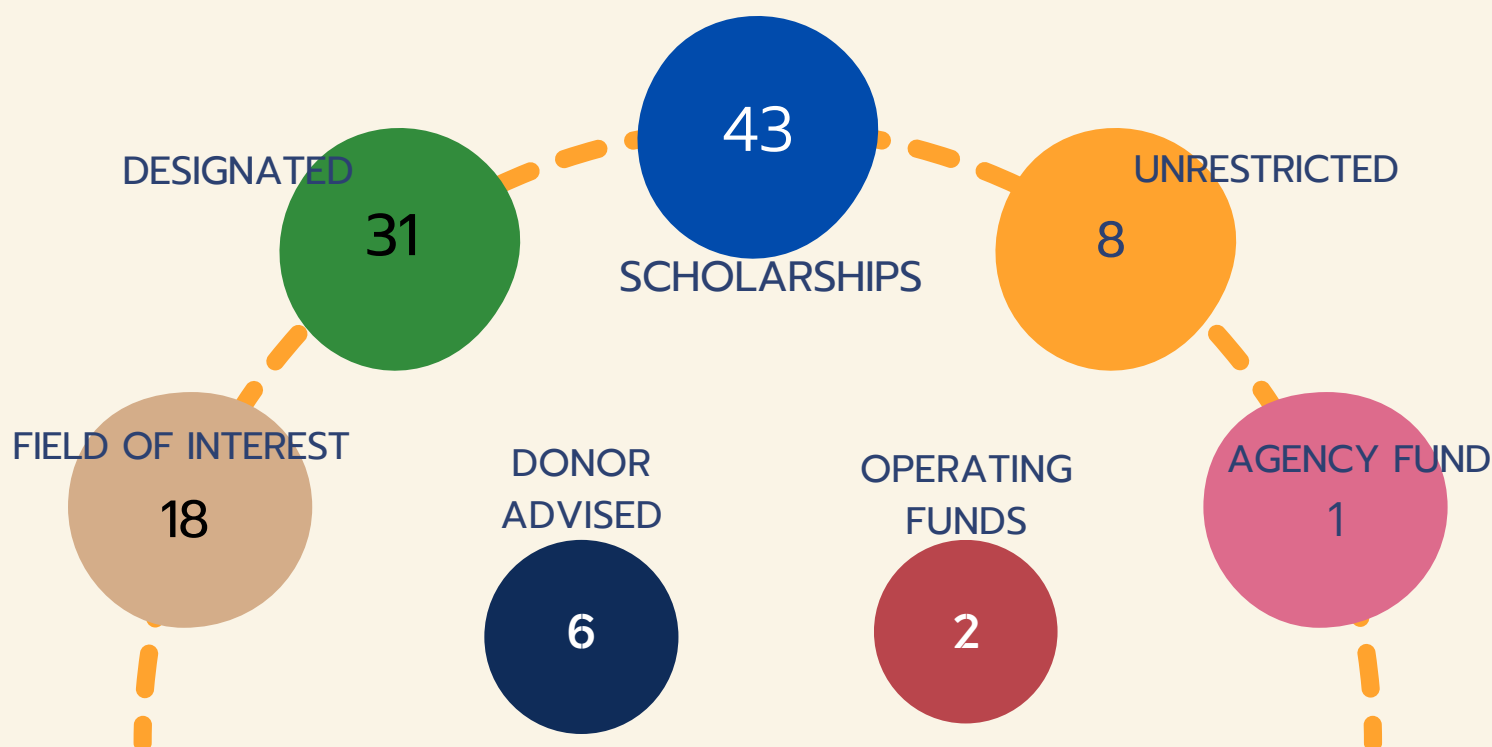 43
SCHOLARSHIPS
DESIGNATED
31
UNRESTRICTED
8
FIELD OF INTEREST
18
DONOR
ADVISED
6
OPERATING
FUNDS
2
AGENCY FUND
1